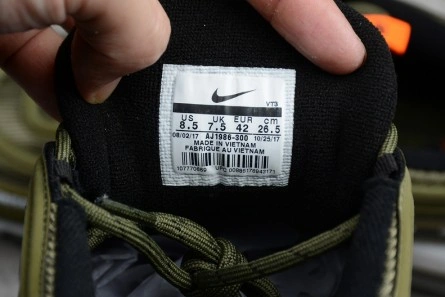 VT3
US UK EUR cm
8.5 7.5 42 26.5
08/02/17 AJ1986-300 10/25/17
MADE IN VIETNAM
FABRIQUE AU VIETNAM